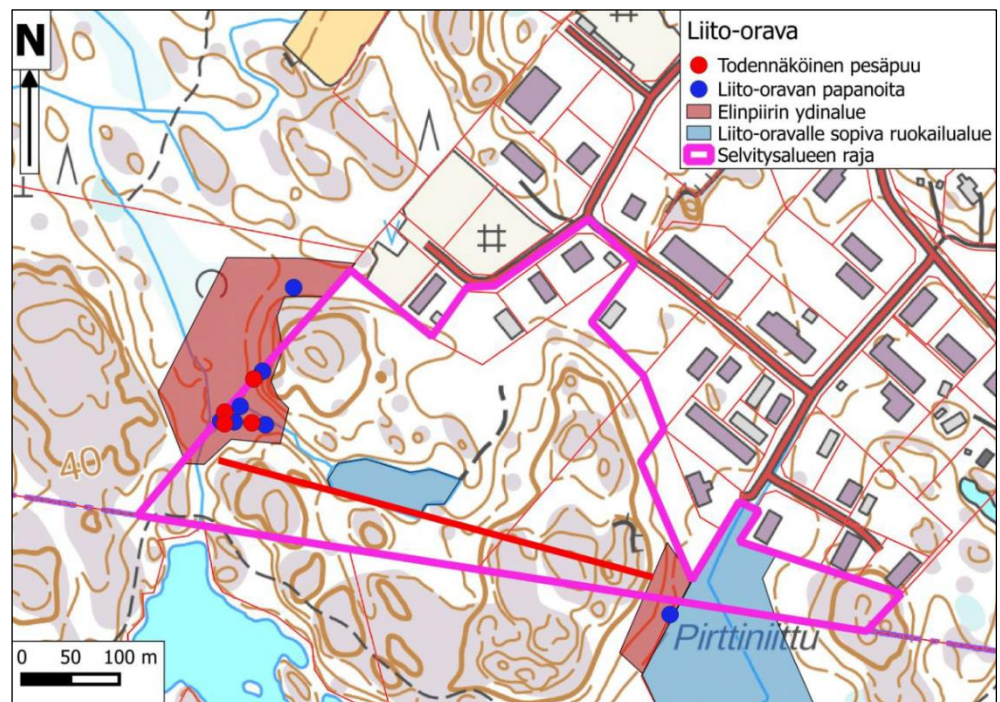 N
Liito-orava
Todennäköinen pesäpuu
Liito-oravan papanoita
Elinpiirin ydinalue
Liito-oravalle sopiva ruokailualue
Selvitysalueen raja
40
Pirttiniittu
0 50 100 m